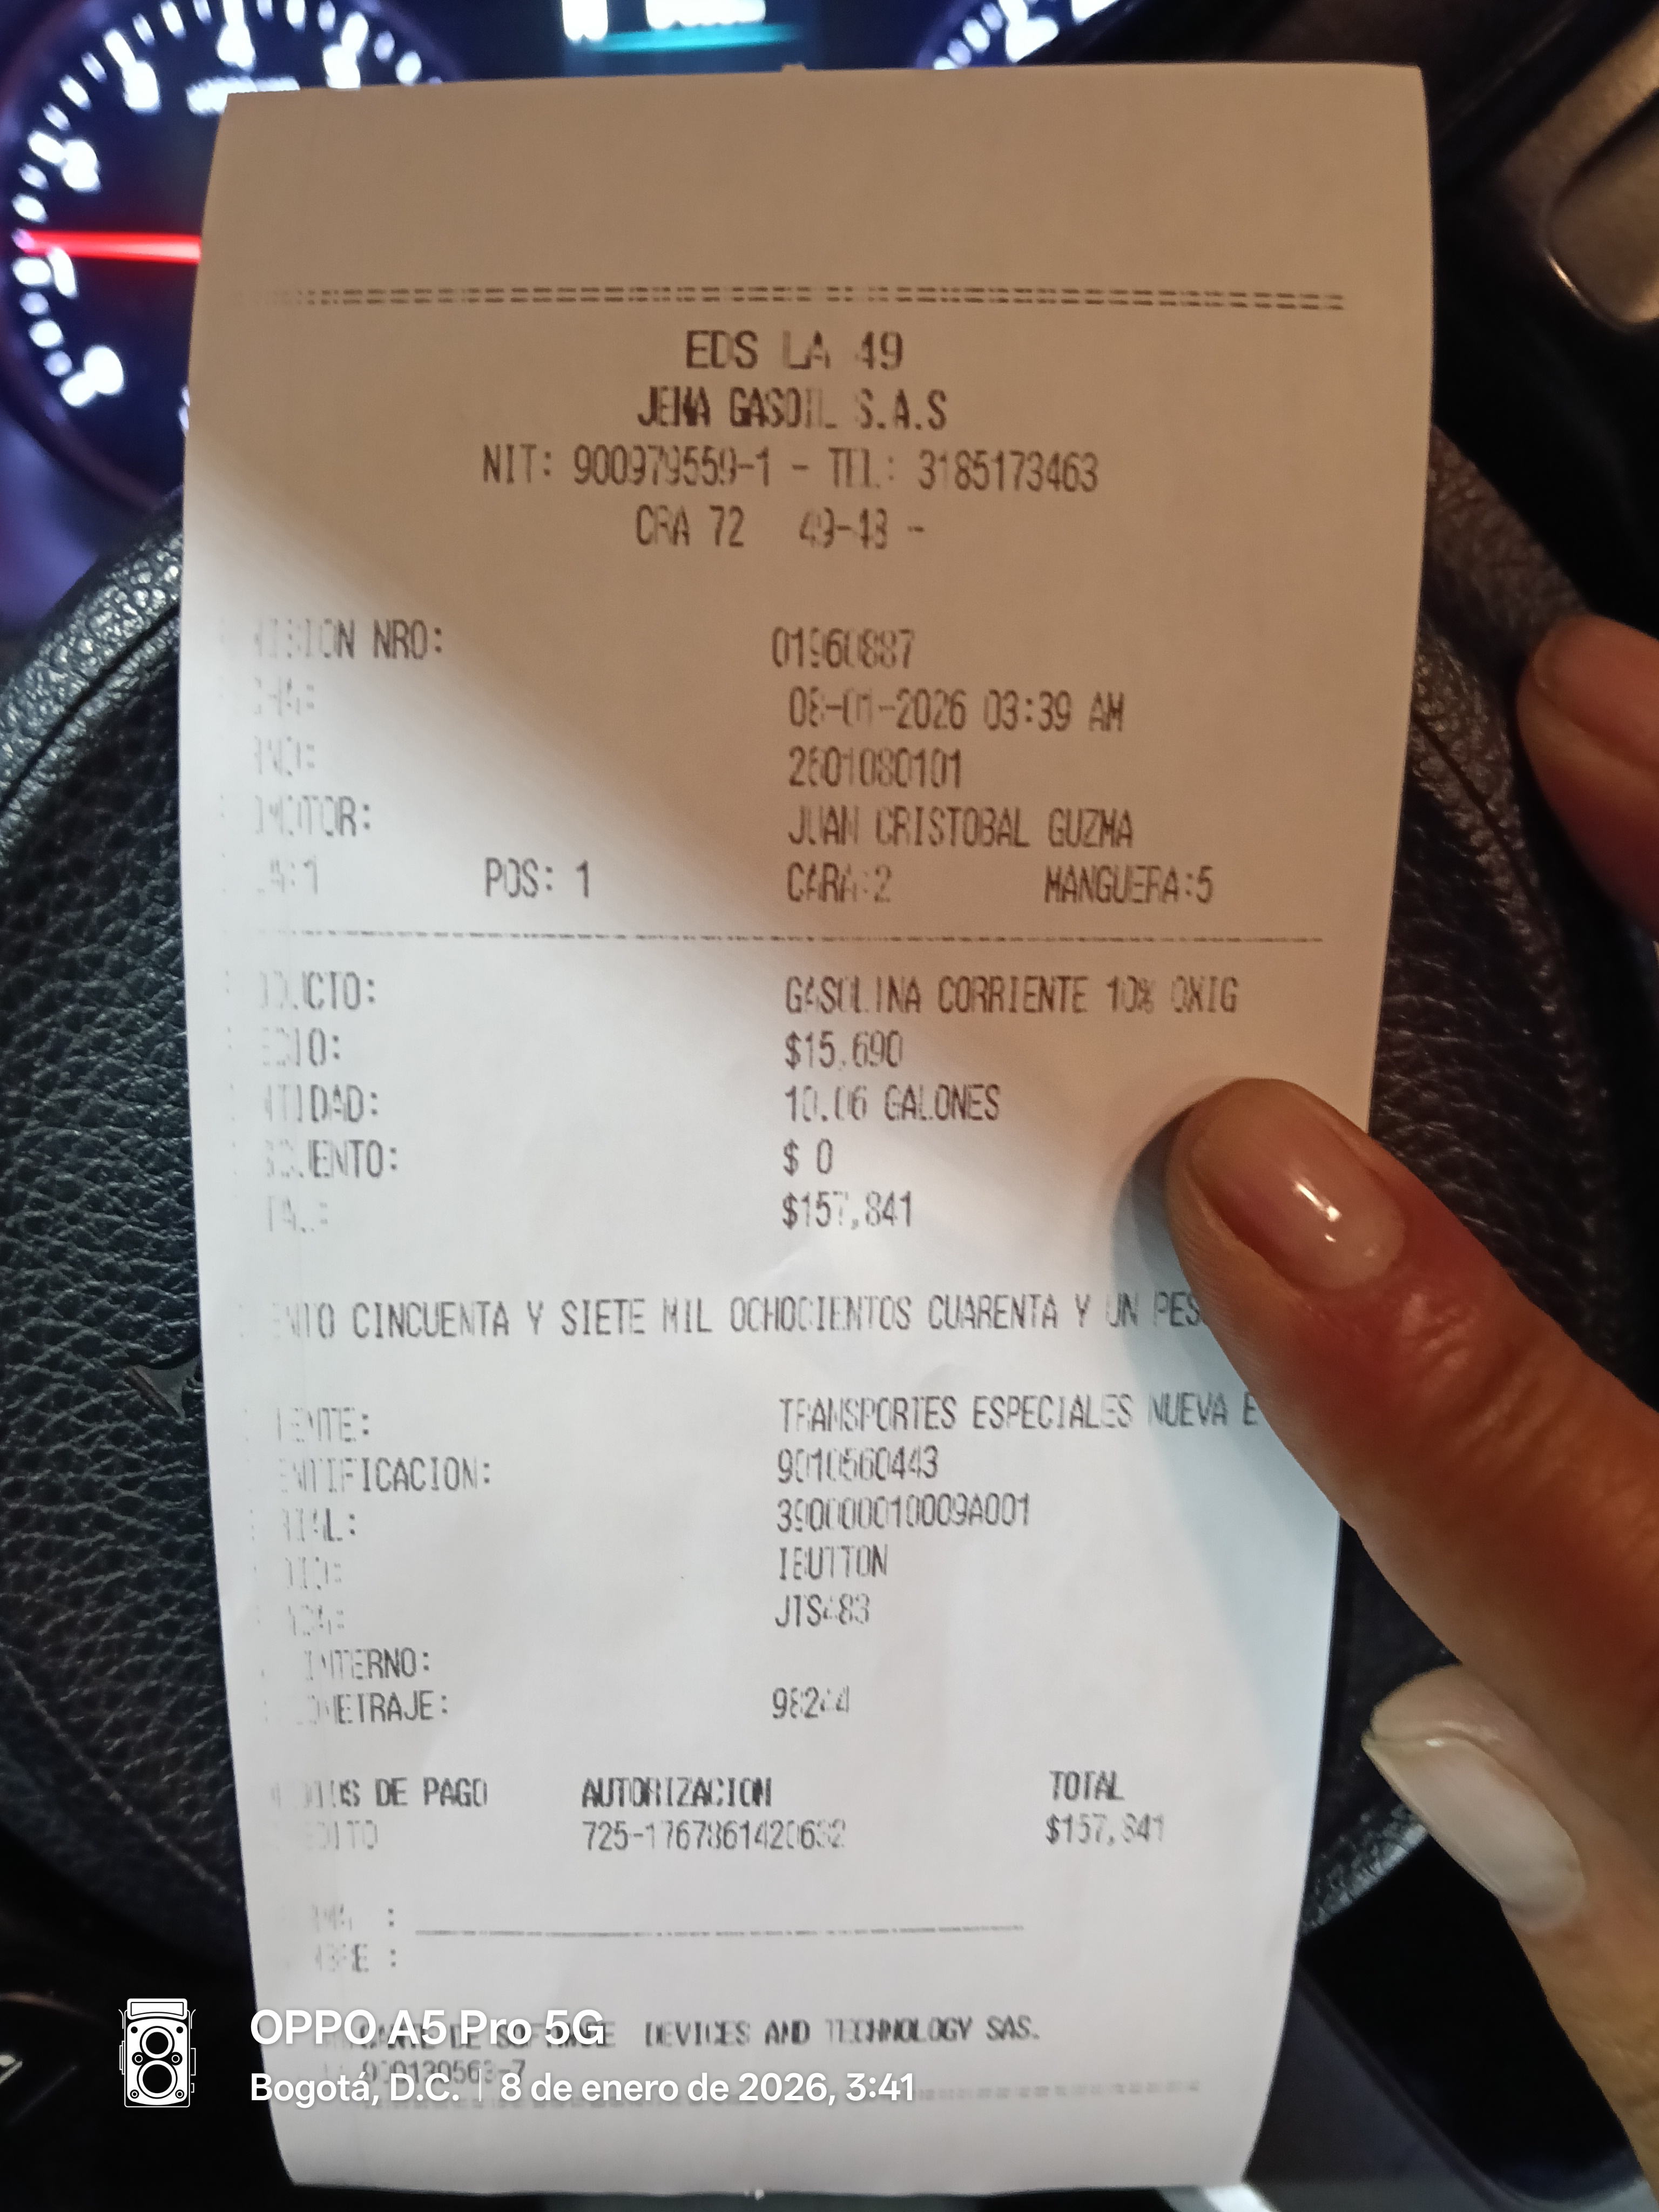 EDS LA 49
JENA GASOIL S.A.S
NIT: 900979559-1 - TEL: 3185173463
CRA 72 49-48 -
NRO: 01960887
08-01-2026 03:39 AM
2601080101
JUAN CRISTOBAL GUZMA
POS: 1 CARA:2 MANGUERA:5
GASOLINA CORRIENTE 10% OXIG
$15,690
10.06 GALONES
$ 0
$157,841
CINCUENTA Y SIETE MIL OCHOCIENTOS CUARENTA Y UN PES
TRANSPORTES ESPECIALES NUEVA E
9010560443
IBUTTON
JTS483
INTERNO:
98244
DE PAGO AUTORIZACION TOTAL
$157,841
DEVICES AND TECHNOLOGY SAS.
OPPO A5 Pro 5G
Bogotá, D.C. | 8 de enero de 2026, 3:41